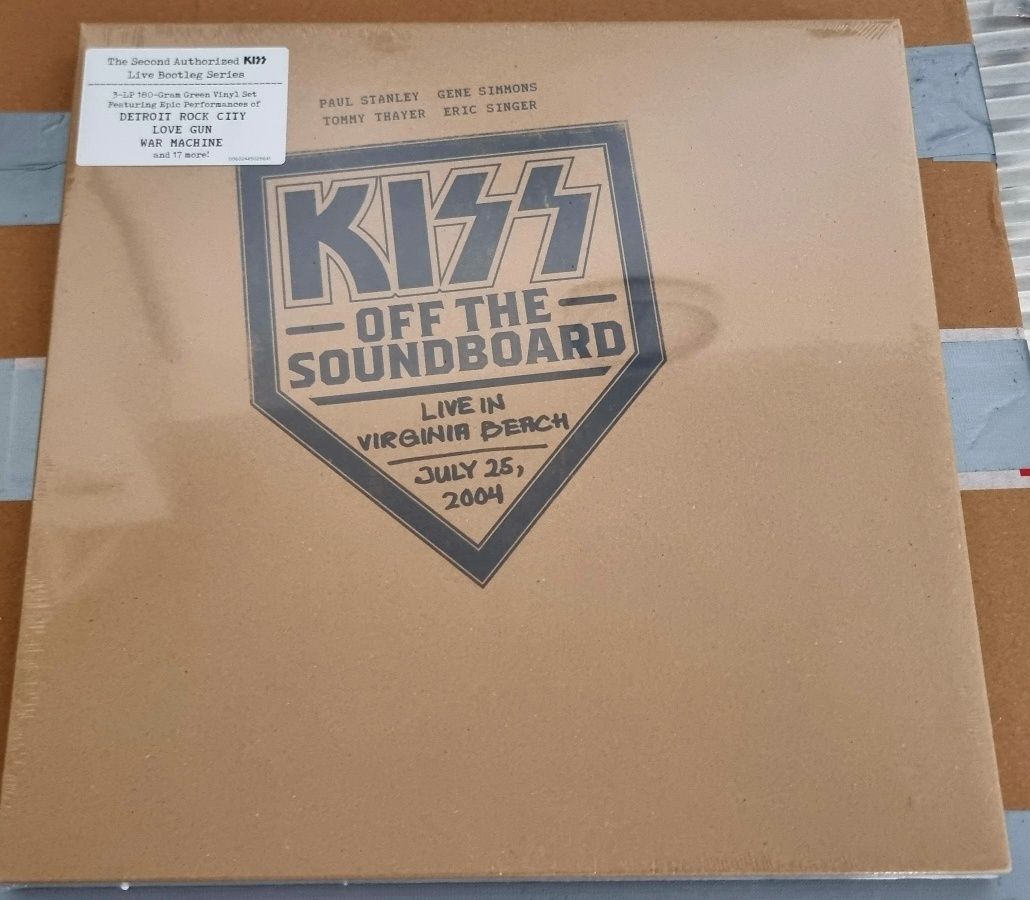 The Second Authorized KISS
Live Bootleg Series
3-LP 180-Gram Green Vinyl Set
Featuring Epic Performances of
DETROIT ROCK CITY
LOVE GUN
WAR MACHINE
and 17 more!
PAUL STANLEY GENE SIMMONS
TOMMY THAYER ERIC SINGER
KISS
OFF THE
SOUNDBOARD
LIVE IN
VIRGINIA BEACH
JULY 25,
2004